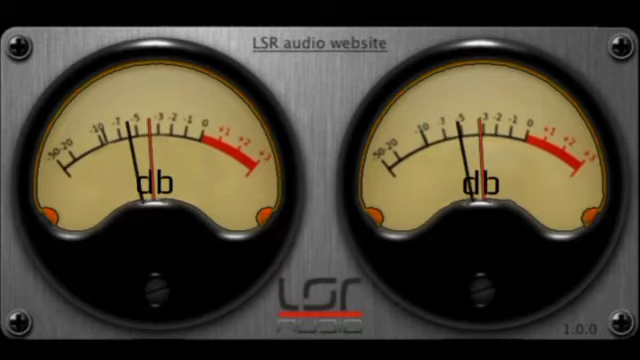 LSR audio website
-50 -20 -10 -7 -5 -3 -2 -1 0 +1 +2 +3
db
-50 -20 -10 -7 -5 -3 -2 -1 0 +1 +2 +3
db
LSR
AUDIO
1.0.0